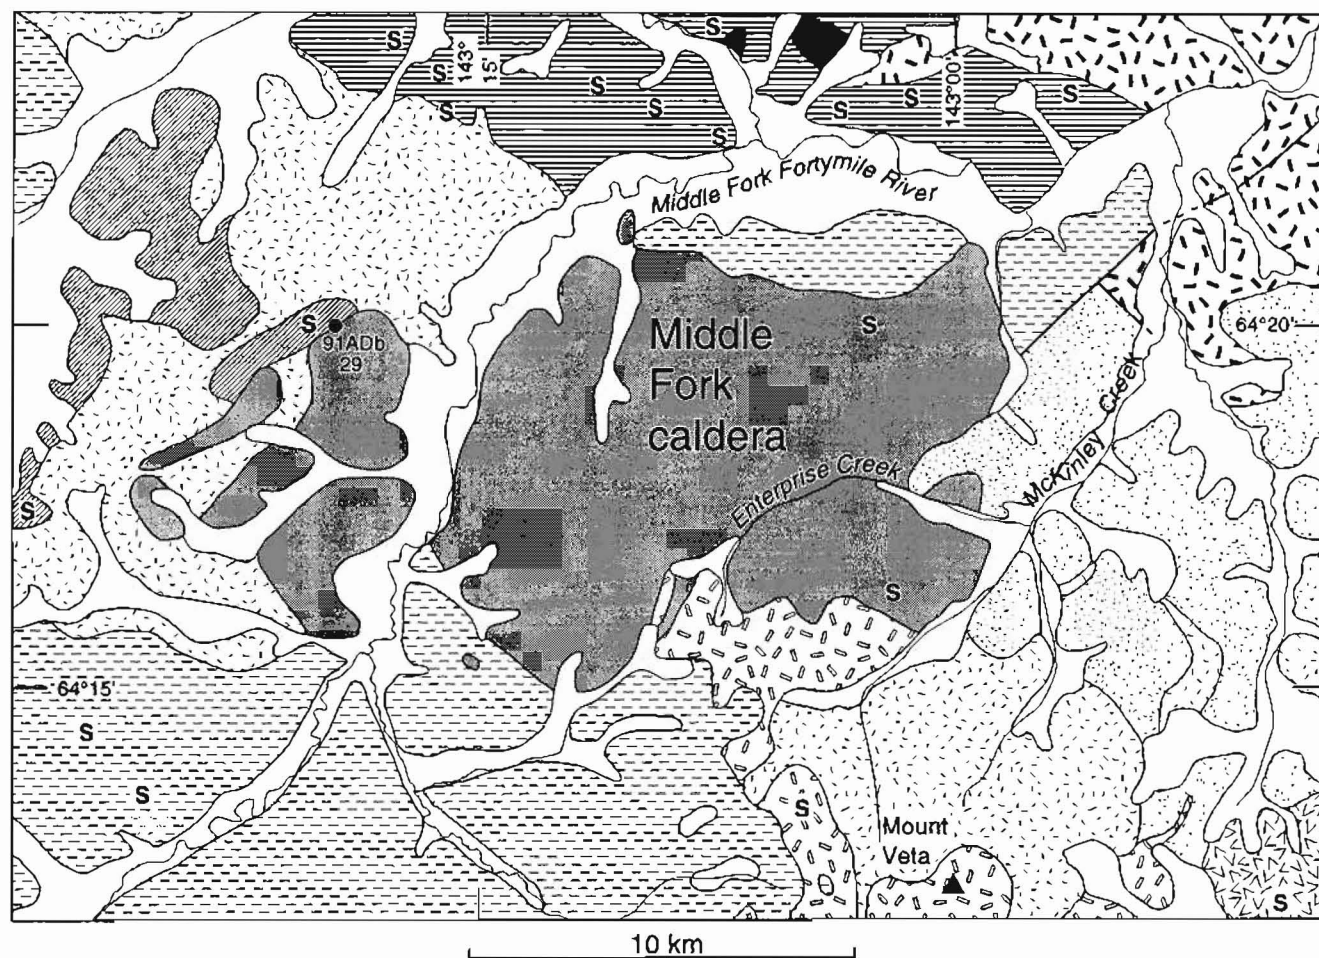 S
143°
15'
S
S
S
S
S
S
S
143°00'
S
Middle Fork Fortymile River
S
91ADb
29
Middle
Fork
caldera
S
64°20'
McKinley Creek
Enterprise Creek
S
S
64°15'
S
S
S
Mount
Veta
S
10 km